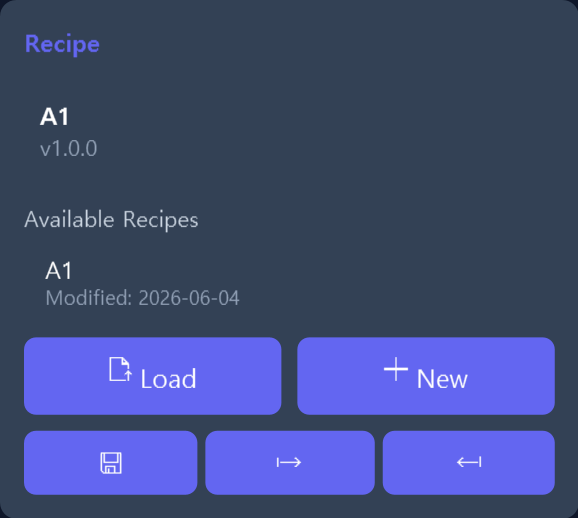 Recipe
A1
v1.0.0
Available Recipes
A1
Modified: 2026-06-04
Load
New